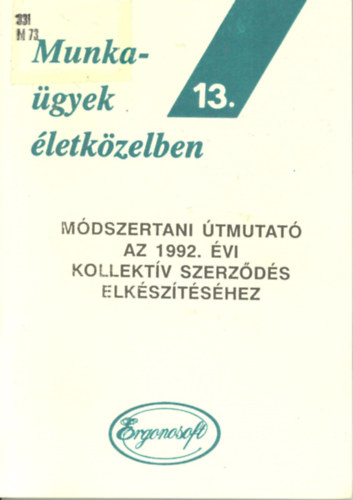 331
M 73
Munka-
ügyek
életközelben
13.
MÓDSZERTANI ÚTMUTATÓ
AZ 1992. ÉVI
KOLLEKTÍV SZERZŐDÉS
ELKÉSZÍTÉSÉHEZ
Ergonosoft